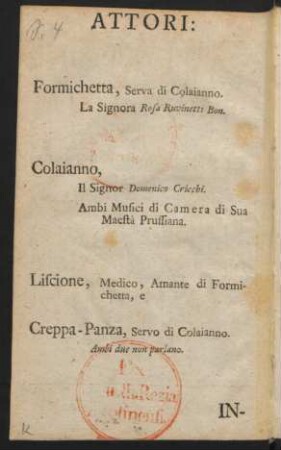 J. 4
ATTORI:
Formichetta, Serva di Colaianno.
La Signora Rosa Ruvinetti Bon.
Colaianno,
Il Signor Domenico Cricchi.
Ambi Musici di Camera di Sua
Maestà Prussiana.
Liscione, Medico, Amante di Formi-
chetta, e
Creppa-Panza, Servo di Colaianno.
Ambi due non parlano.
IN-